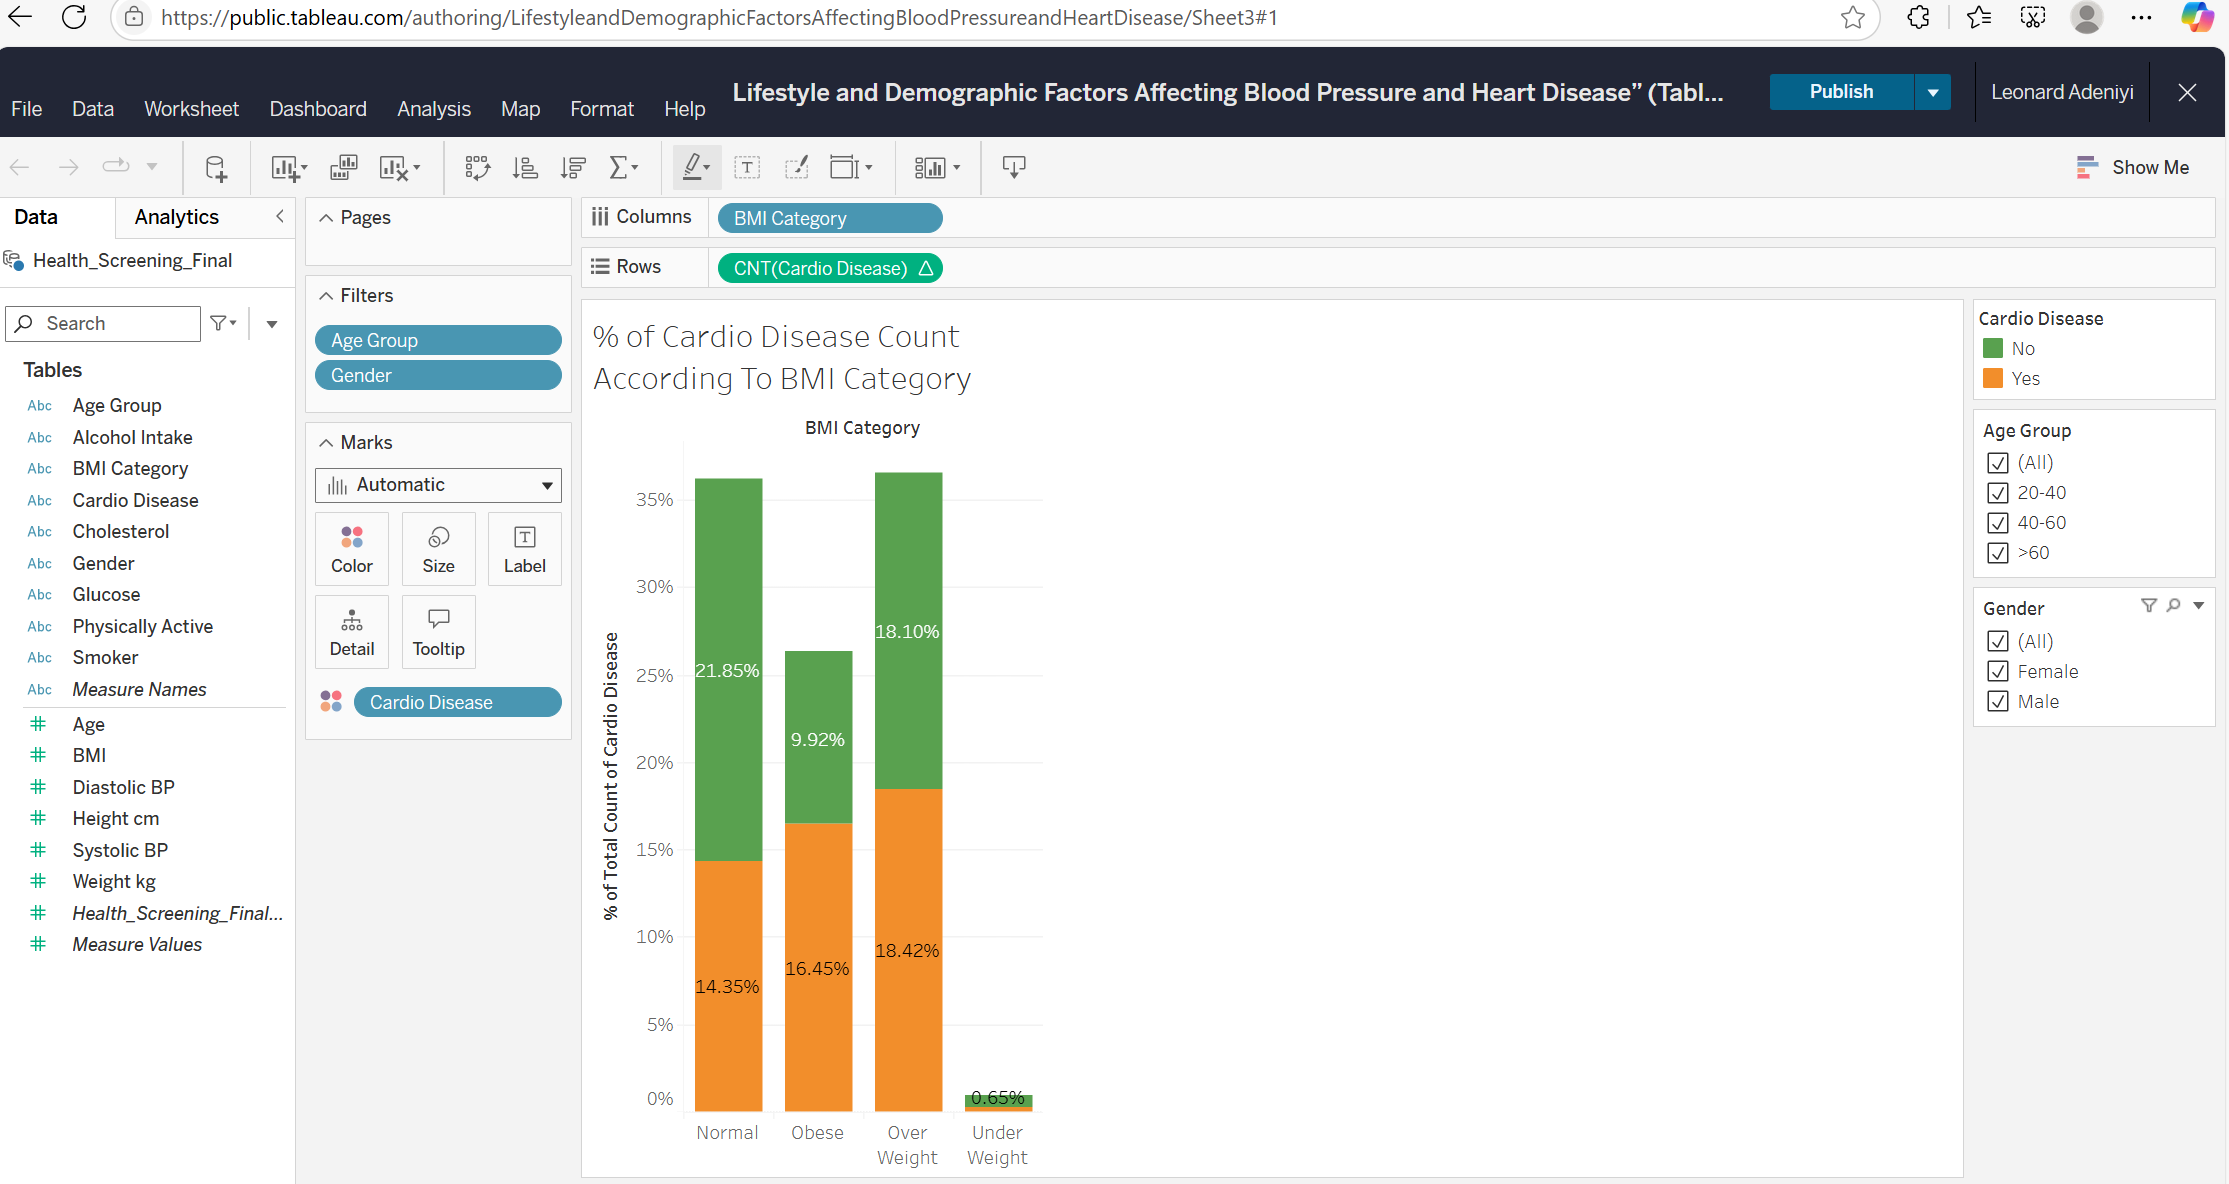 https://public.tableau.com/authoring/LifestyleandDemographicFactorsAffectingBloodPressureandHeartDisease/Sheet3#1
File Data Worksheet Dashboard Analysis Map Format Help
Lifestyle and Demographic Factors Affecting Blood Pressure and Heart Disease” (Tabl...
Publish
Leonard Adeniyi
Show Me
Data Analytics
Health_Screening_Final
Search
Tables
Abc Age Group
Abc Alcohol Intake
Abc BMI Category
Abc Cardio Disease
Abc Cholesterol
Abc Gender
Abc Glucose
Abc Physically Active
Abc Smoker
Abc Measure Names
# Age
# BMI
# Diastolic BP
# Height cm
# Systolic BP
# Weight kg
# Health_Screening_Final...
# Measure Values
Pages
Filters
Age Group
Gender
Marks
Automatic
Color Size Label
Detail Tooltip
Cardio Disease
Columns BMI Category
Rows CNT(Cardio Disease)
% of Cardio Disease Count
According To BMI Category
BMI Category
% of Total Count of Cardio Disease
35%
30%
25%
20%
15%
10%
5%
0%
21.85%
14.35%
9.92%
16.45%
18.10%
18.42%
0.65%
Normal
Obese
Over
Weight
Under
Weight
Cardio Disease
No
Yes
Age Group
(All)
20-40
40-60
>60
Gender
(All)
Female
Male